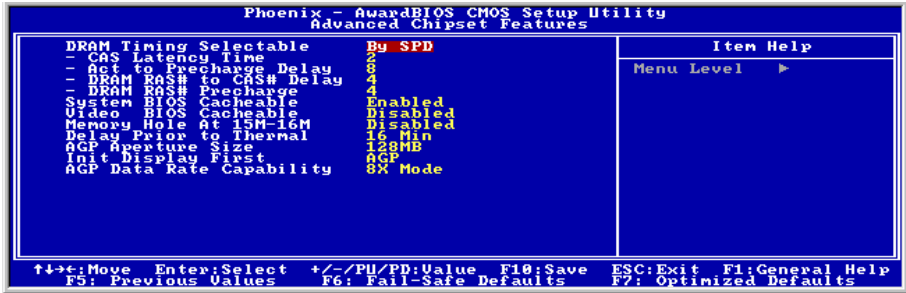 Phoenix - AwardBIOS CMOS Setup Utility
Advanced Chipset Features
DRAM Timing Selectable By SPD
- CAS Latency Time 2
- Act to Precharge Delay 8
- DRAM RAS# to CAS# Delay 4
- DRAM RAS# Precharge 4
System BIOS Cacheable Enabled
Video BIOS Cacheable Disabled
Memory Hole At 15M-16M Disabled
Delay Prior to Thermal 16 Min
AGP Aperture Size 128MB
Init Display First AGP
AGP Data Rate Capability 8X Mode
Item Help
Menu Level ►
↑↓→←:Move Enter:Select +/-/PU/PD:Value F10:Save ESC:Exit F1:General Help
F5: Previous Values F6: Fail-Safe Defaults F7: Optimized Defaults